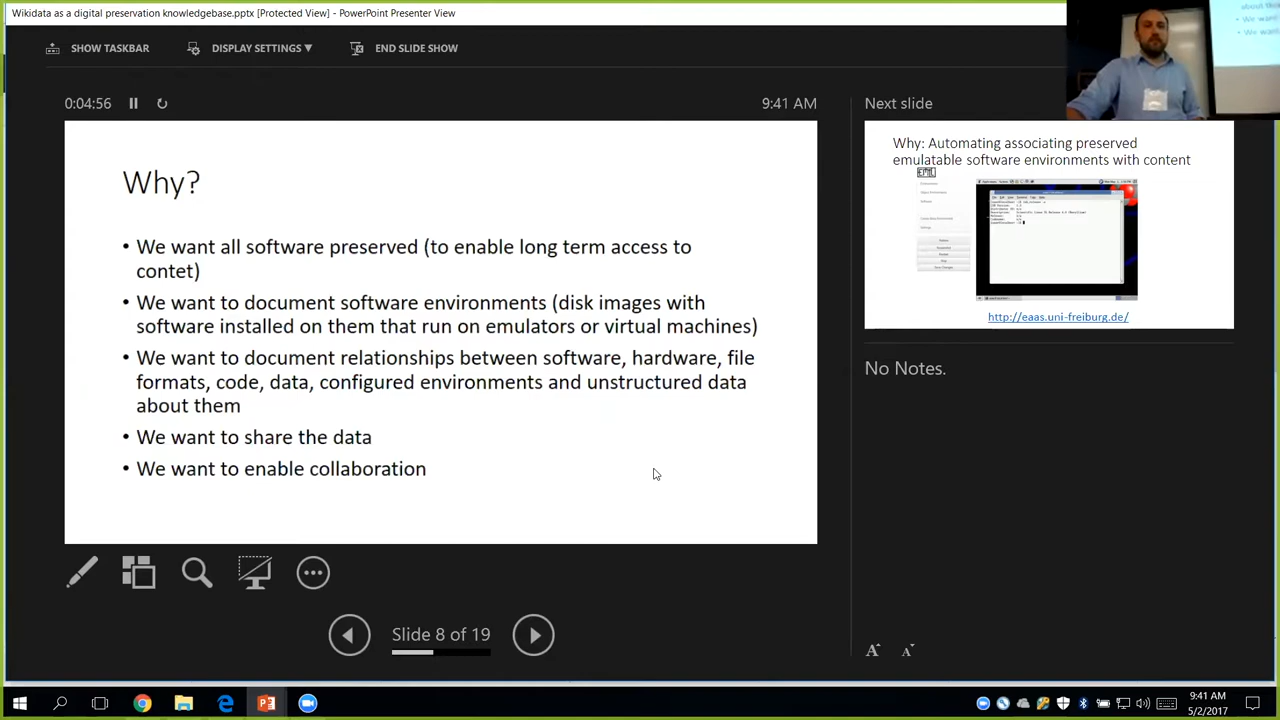 Wikidata as a digital preservation knowledgebase.pptx [Protected View] - PowerPoint Presenter View
SHOW TASKBAR
DISPLAY SETTINGS ▼
END SLIDE SHOW
0:04:56
9:41 AM
Why?
• We want all software preserved (to enable long term access to
contet)
• We want to document software environments (disk images with
software installed on them that run on emulators or virtual machines)
• We want to document relationships between software, hardware, file
formats, code, data, configured environments and unstructured data
about them
• We want to share the data
• We want to enable collaboration
Slide 8 of 19
Next slide
Why: Automating associating preserved
emulatable software environments with content
http://eaas.uni-freiburg.de/
No Notes.
A A
9:41 AM
5/2/2017
about
• We want
• We want